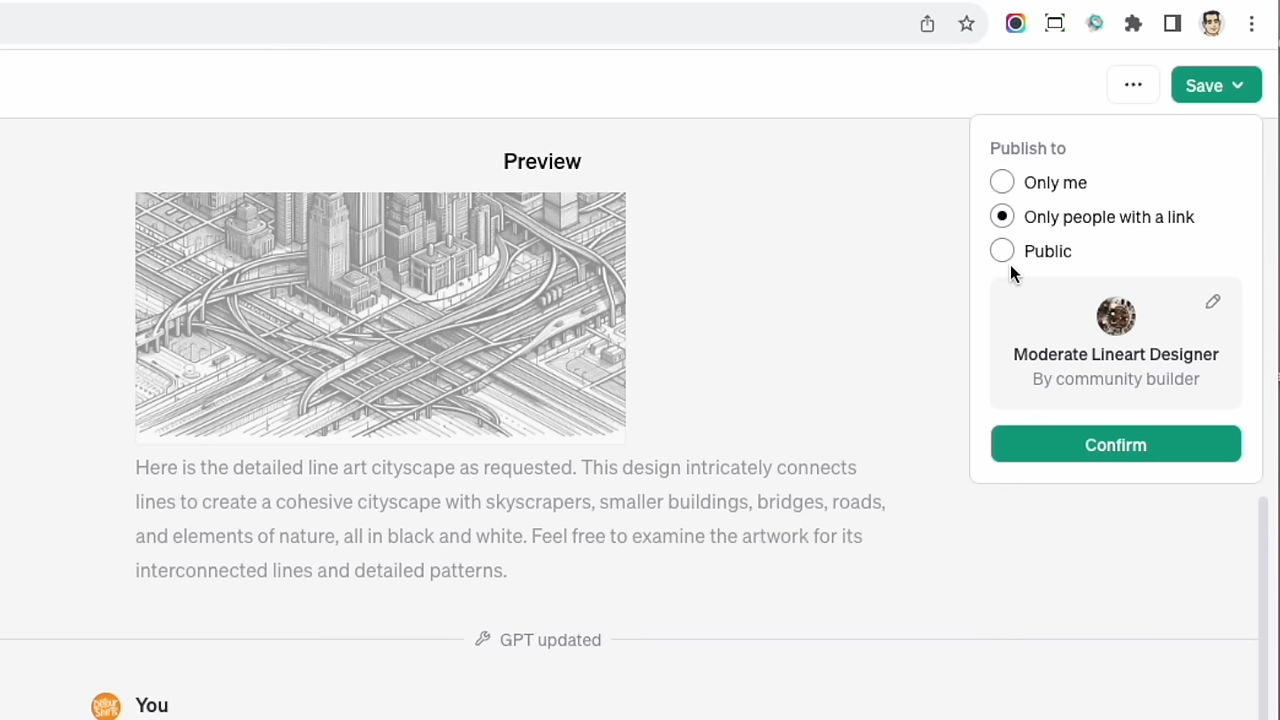 Save
Publish to
Only me
Only people with a link
Public
Moderate Lineart Designer
By community builder
Confirm
Preview
Here is the detailed line art cityscape as requested. This design intricately connects
lines to create a cohesive cityscape with skyscrapers, smaller buildings, bridges, roads,
and elements of nature, all in black and white. Feel free to examine the artwork for its
interconnected lines and detailed patterns.
GPT updated
You